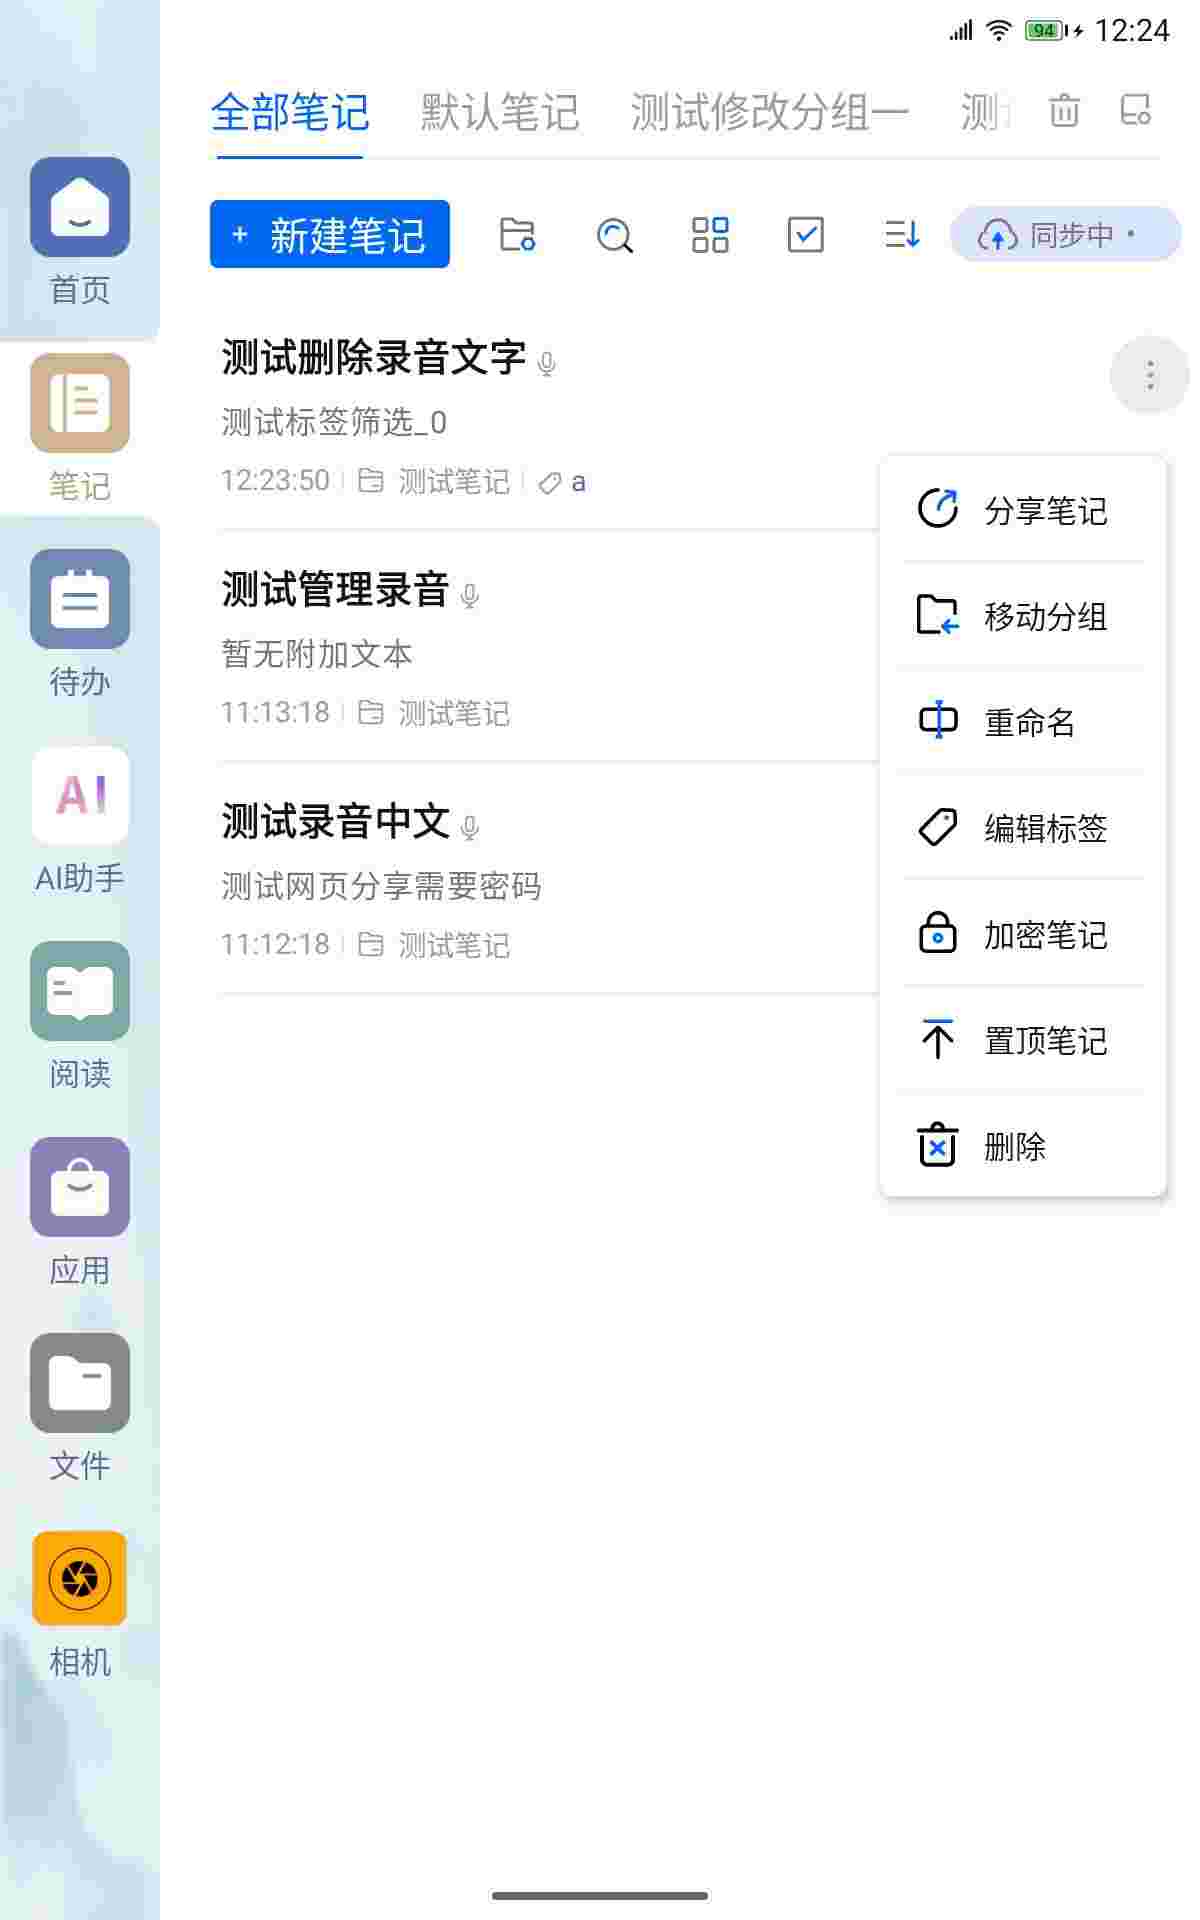 94 12:24
全部笔记 默认笔记 测试修改分组一 测
+ 新建笔记 同步中
首页
笔记
待办
AI
AI助手
阅读
应用
文件
相机
测试删除录音文字
测试标签筛选_0
12:23:50 测试笔记 a
测试管理录音
暂无附加文本
11:13:18 测试笔记
测试录音中文
测试网页分享需要密码
11:12:18 测试笔记
分享笔记
移动分组
重命名
编辑标签
加密笔记
置顶笔记
删除